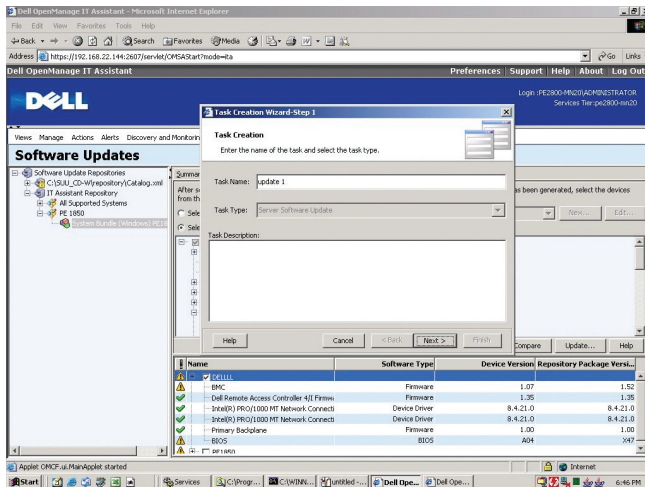 Dell OpenManage IT Assistant - Microsoft Internet Explorer
File Edit View Favorites Tools Help
Back Search Favorites Media
Address https://192.168.22.144:2607/servlet/OMSAStart?mode=ita Go Links
Dell OpenManage IT Assistant Preferences Support Help About Log Out
DELL
Login :PE2800-MN20\ADMINISTRATOR
Services Tier:pe2800-mn20
Views Manage Actions Alerts Discovery and Monitorin
Software Updates
Software Update Repositories
C:\SUU_CD-W\repository\Catalog.xml
IT Assistant Repository
All Supported Systems
PE 1850
System Bundle (Windows) PE18
Summar
After s
from th
Sele
Sele
as been generated, select the devices
New... Edit...
Task Creation Wizard-Step 1
Task Creation
Enter the name of the task and select the task type.
Task Name: update 1
Task Type: Server Software Update
Task Description:
Help Cancel < Back Next > Finish
Compare Update... Help
! Name Software Type Device Version Repository Package Versi...
DELLLL
BMC Firmware 1.07 1.52
Dell Remote Access Controller 4/I Firmw Firmware 1.35 1.35
Intel(R) PRO/1000 MT Network Connecti Device Driver 8.4.21.0 8.4.21.0
Intel(R) PRO/1000 MT Network Connecti Device Driver 8.4.21.0 8.4.21.0
Primary Backplane Firmware 1.00 1.00
BIOS BIOS A04 X47
PE1850
Applet OMCF.ui.MainApplet started Internet
Start Services C:\Progr... C:\WINN... untitled -... Dell Ope... Dell Ope... 6:46 PM